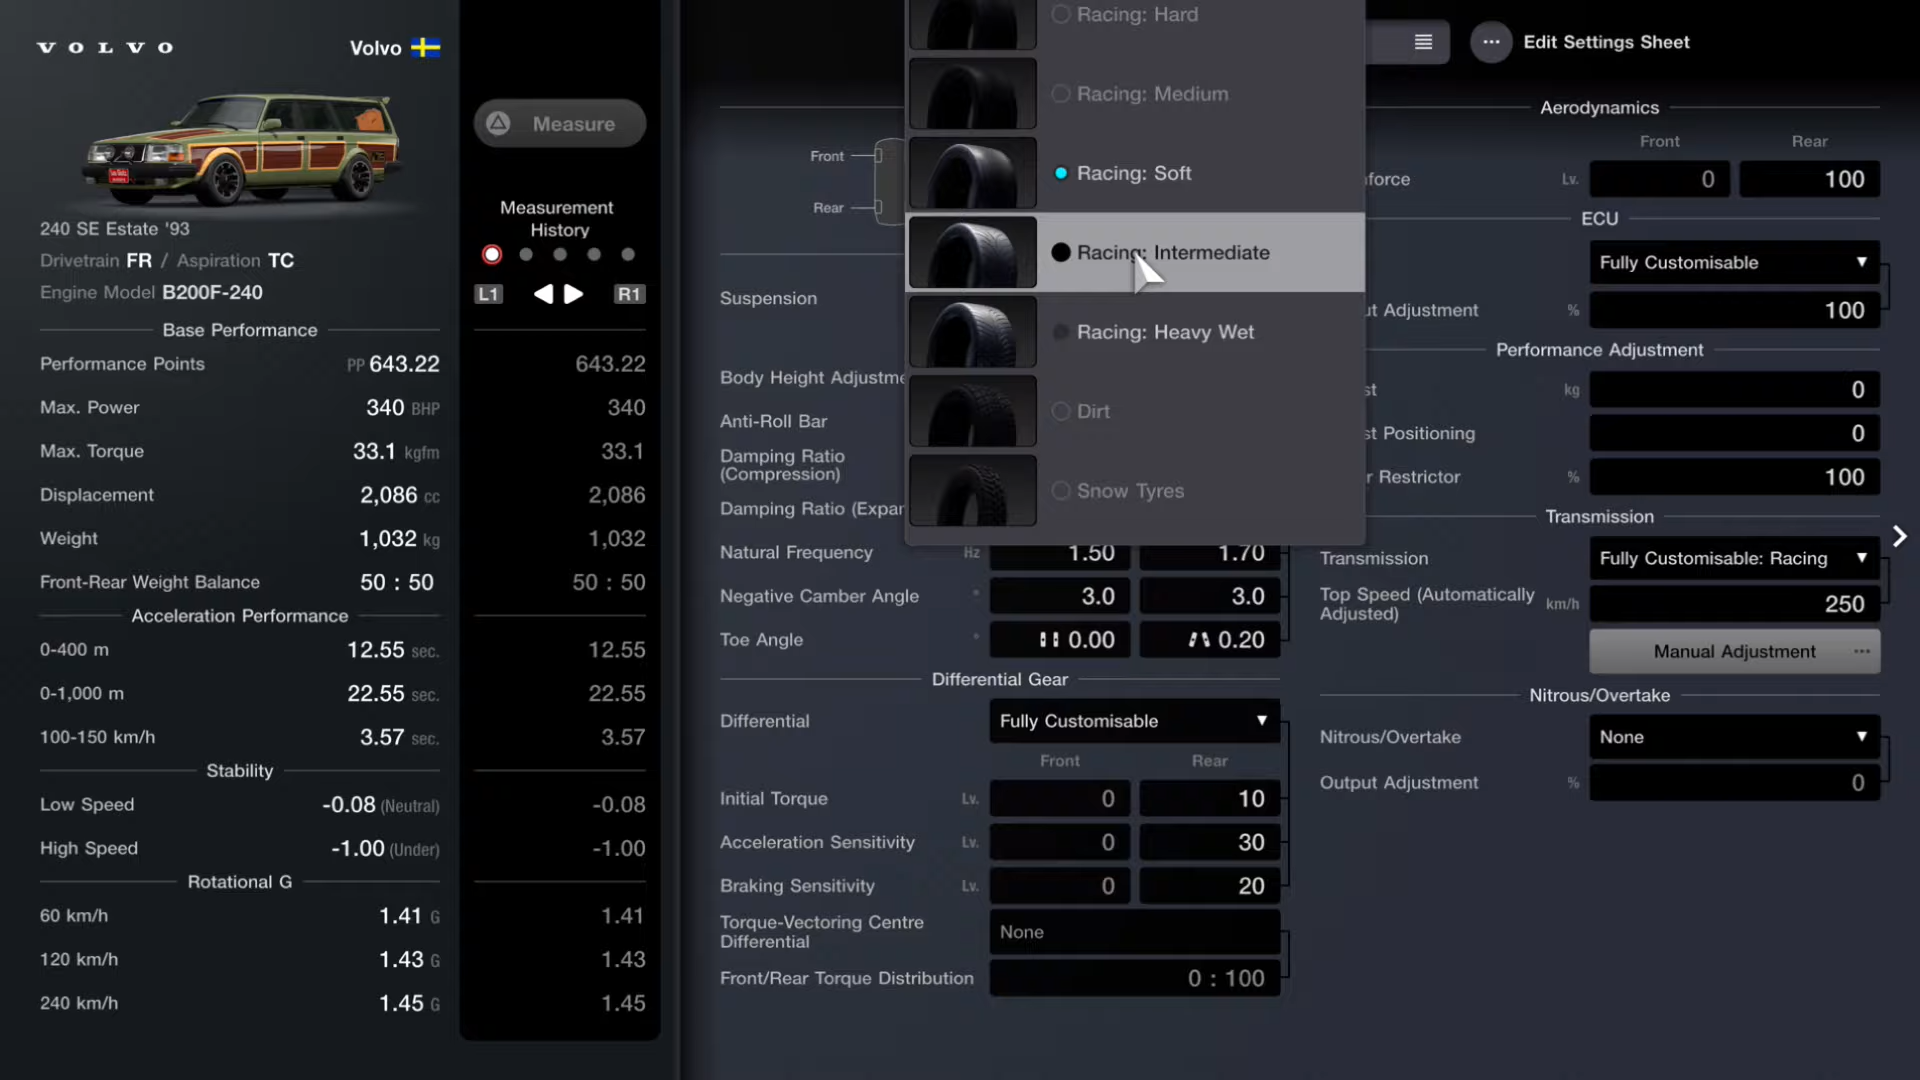 VOLVO
Volvo
240 SE Estate '93
Drivetrain FR / Aspiration TC
Engine Model B200F-240
Base Performance
Performance Points PP 643.22
Max. Power 340 BHP
Max. Torque 33.1 kgfm
Displacement 2,086 cc
Weight 1,032 kg
Front-Rear Weight Balance 50 : 50
Acceleration Performance
0-400 m 12.55 sec.
0-1,000 m 22.55 sec.
100-150 km/h 3.57 sec.
Stability
Low Speed -0.08 (Neutral)
High Speed -1.00 (Under)
Rotational G
60 km/h 1.41 G
120 km/h 1.43 G
240 km/h 1.45 G
Measure
Measurement
History
L1 R1
643.22
340
33.1
2,086
1,032
50 : 50
12.55
22.55
3.57
-0.08
-1.00
1.41
1.43
1.45
Racing: Hard
Racing: Medium
Racing: Soft
Racing: Intermediate
Racing: Heavy Wet
Dirt
Snow Tyres
Front
Rear
Suspension
Body Height Adjustme
Anti-Roll Bar
Damping Ratio
(Compression)
Damping Ratio (Expan
Natural Frequency Hz 1.50 1.70
Negative Camber Angle ° 3.0 3.0
Toe Angle ° 0.00 0.20
Differential Gear
Differential Fully Customisable
Front Rear
Initial Torque Lv. 0 10
Acceleration Sensitivity Lv. 0 30
Braking Sensitivity Lv. 0 20
Torque-Vectoring Centre
Differential
None
Front/Rear Torque Distribution 0 : 100
Edit Settings Sheet
Aerodynamics
Front Rear
force Lv. 0 100
ECU
Fully Customisable
ut Adjustment % 100
Performance Adjustment
st kg 0
st Positioning 0
r Restrictor % 100
Transmission
Transmission Fully Customisable: Racing
Top Speed (Automatically
Adjusted)
km/h 250
Manual Adjustment
Nitrous/Overtake
Nitrous/Overtake None
Output Adjustment % 0